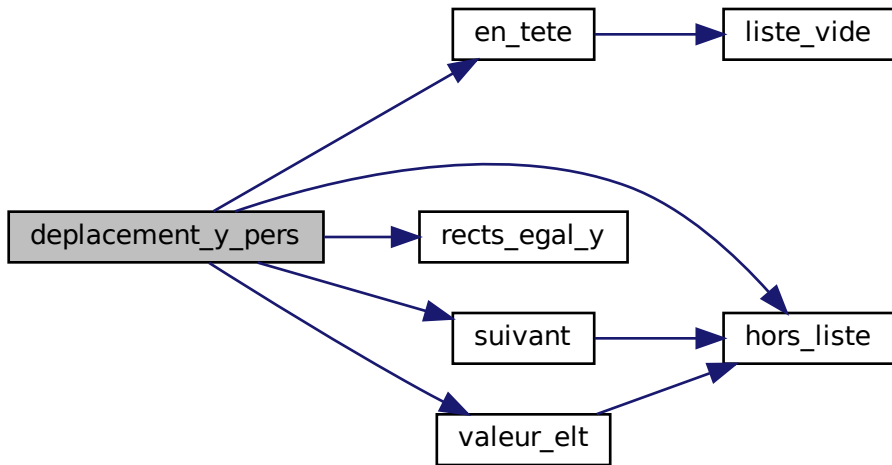 en_tete
liste_vide
deplacement_y_pers
rects_egal_y
suivant
hors_liste
valeur_elt